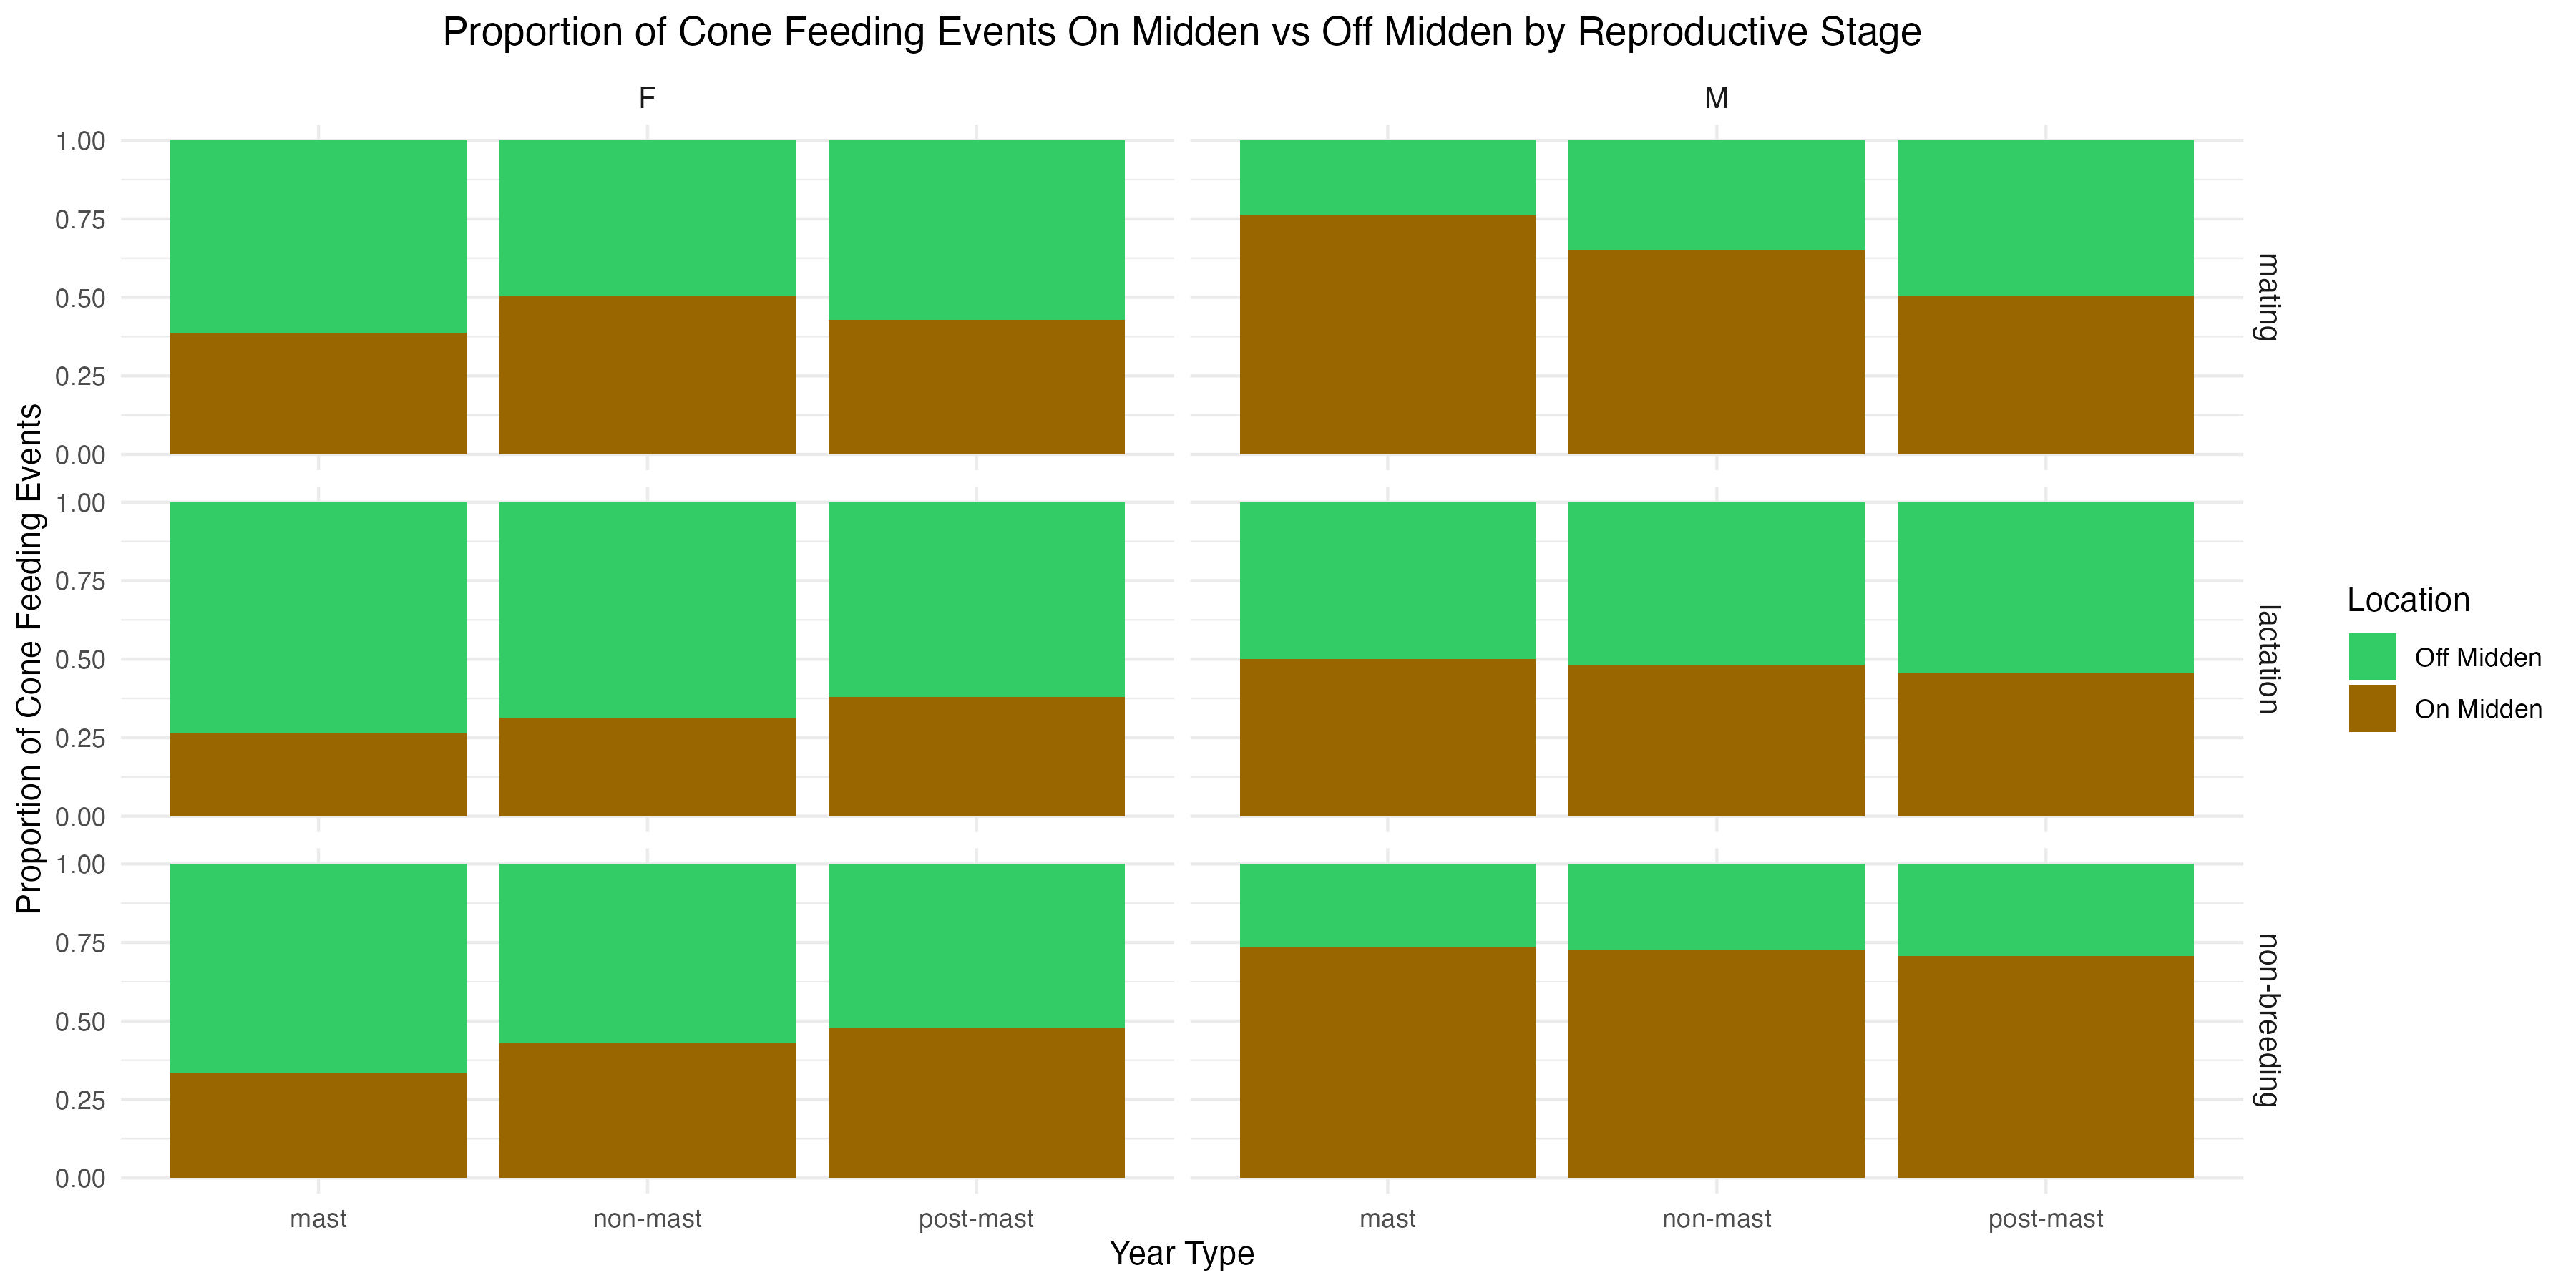 Proportion of Cone Feeding Events On Midden vs Off Midden by Reproductive Stage
F
M
1.00
0.75
0.50
0.25
0.00
mating
1.00
0.75
0.50
0.25
0.00
lactation
1.00
0.75
0.50
0.25
0.00
non-breeding
Proportion of Cone Feeding Events
mast
non-mast
post-mast
mast
non-mast
post-mast
Year Type
Location
Off Midden
On Midden